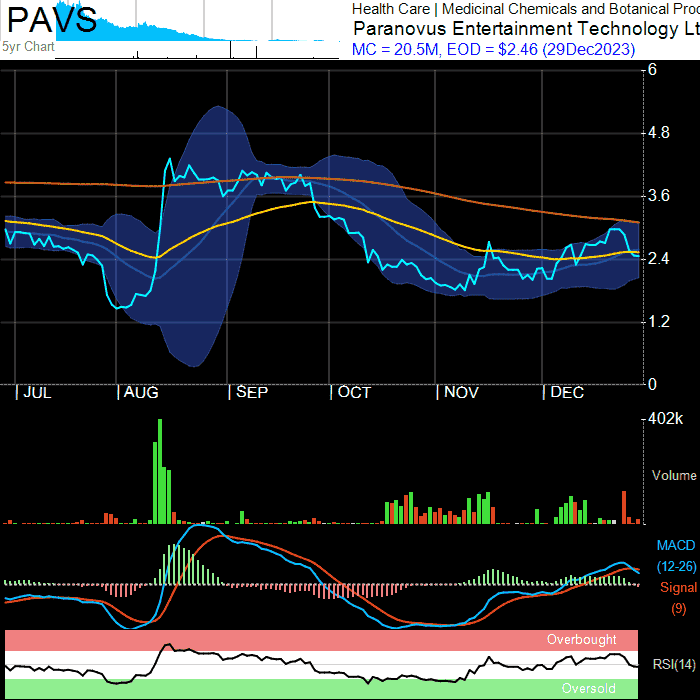 PAVS
5yr Chart
Health Care | Medicinal Chemicals and Botanical Proc
Paranovus Entertainment Technology Lt
MC = 20.5M, EOD = $2.46 (29Dec2023)
6
4.8
3.6
2.4
1.2
0
| JUL | AUG | SEP | OCT | NOV | DEC
402k
Volume
MACD
(12-26)
Signal
(9)
Overbought
RSI(14)
Oversold